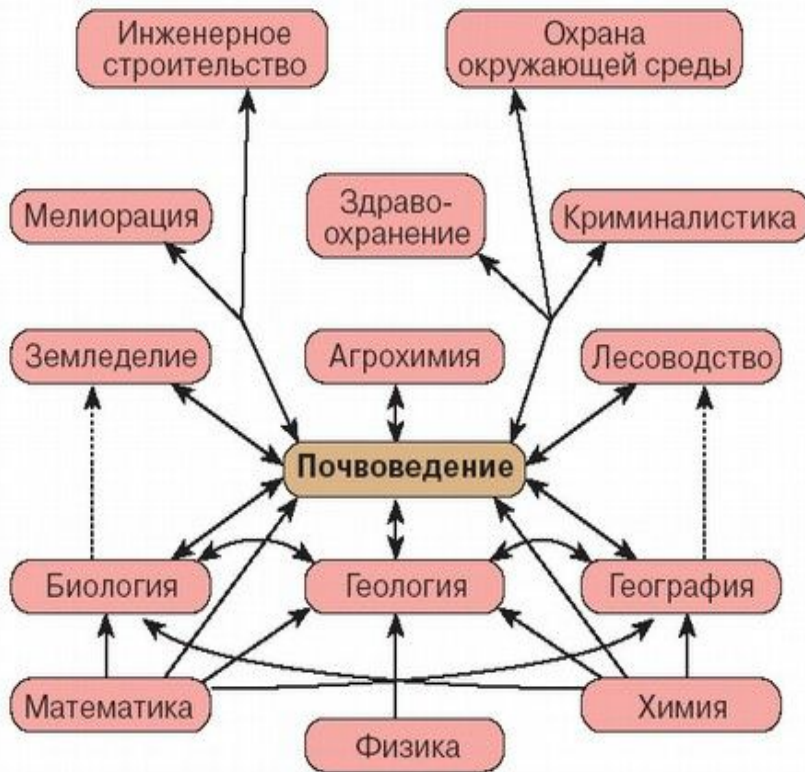 Инженерное
строительство
Охрана
окружающей среды
Мелиорация
Здраво-
охранение
Криминалистика
Земледелие
Агрохимия
Лесоводство
Почвоведение
Биология
Геология
География
Математика
Физика
Химия